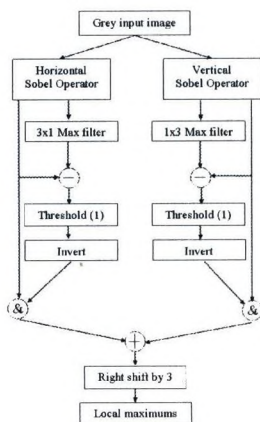 Grey input image
Horizontal Sobel Operator
Vertical Sobel Operator
3x1 Max filter
1x3 Max filter
−
−
Threshold (1)
Threshold (1)
Invert
Invert
&
&
+
Right shift by 3
Local maximums